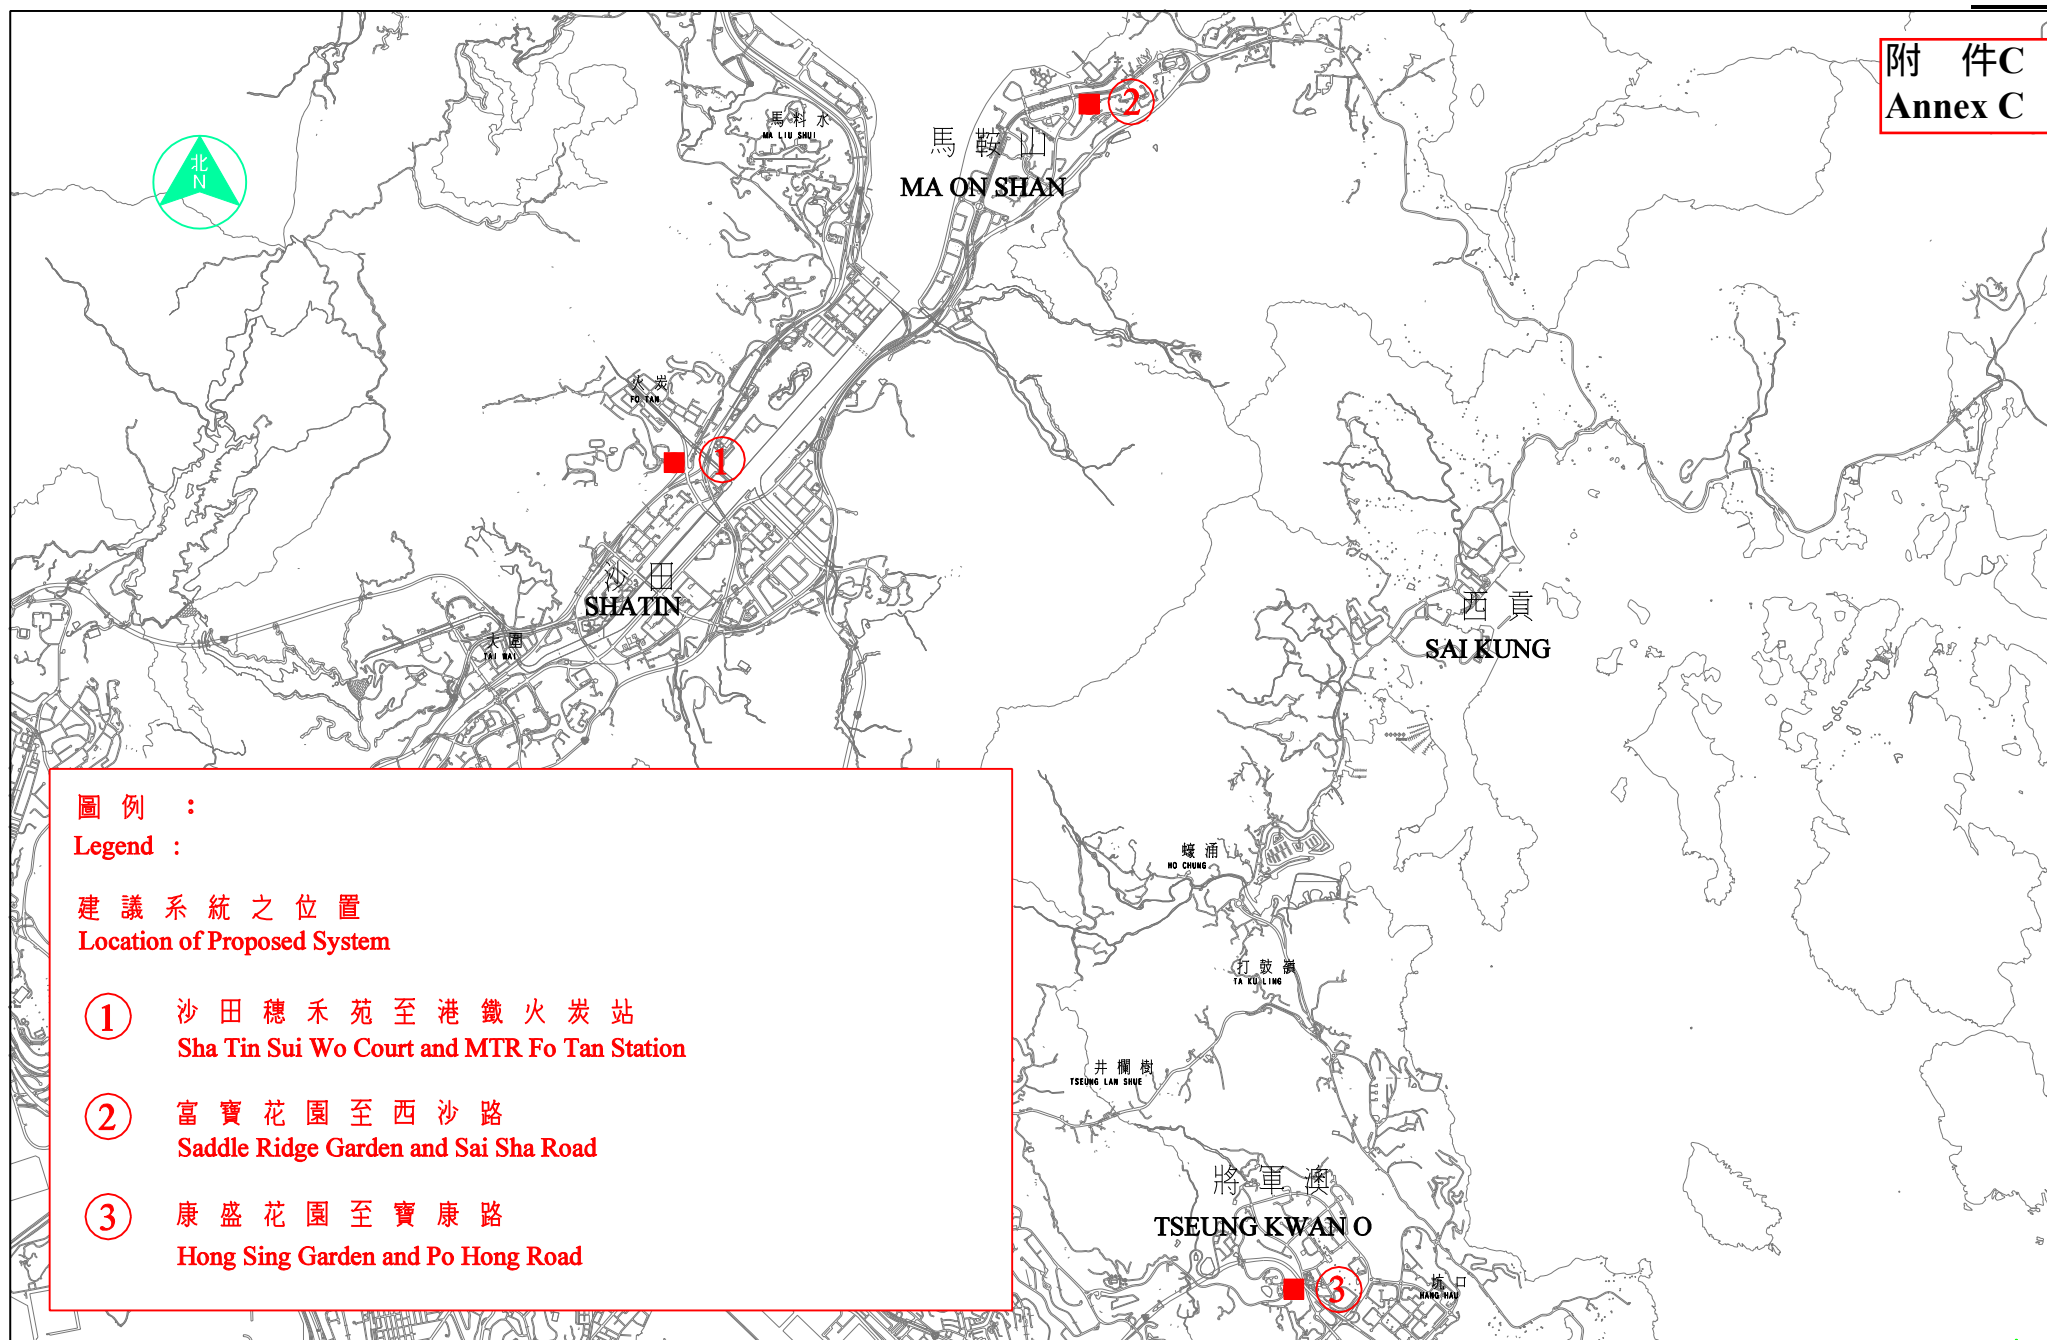 附 件C
Annex C
北
N
馬料水
MA LIU SHUI
馬鞍山
MA ON SHAN
②
火炭
FO TAN
①
沙田
SHATIN
大圍
TAI WAI
西貢
SAI KUNG
蠔涌
HO CHUNG
打鼓嶺
TA KU LING
井欄樹
TSEUNG LAN SHUE
將軍澳
TSEUNG KWAN O
③
坑口
HANG HAU
圖例 :
Legend :
建議系統之位置
Location of Proposed System
① 沙田穗禾苑至港鐵火炭站
Sha Tin Sui Wo Court and MTR Fo Tan Station
② 富寶花園至西沙路
Saddle Ridge Garden and Sai Sha Road
③ 康盛花園至寶康路
Hong Sing Garden and Po Hong Road